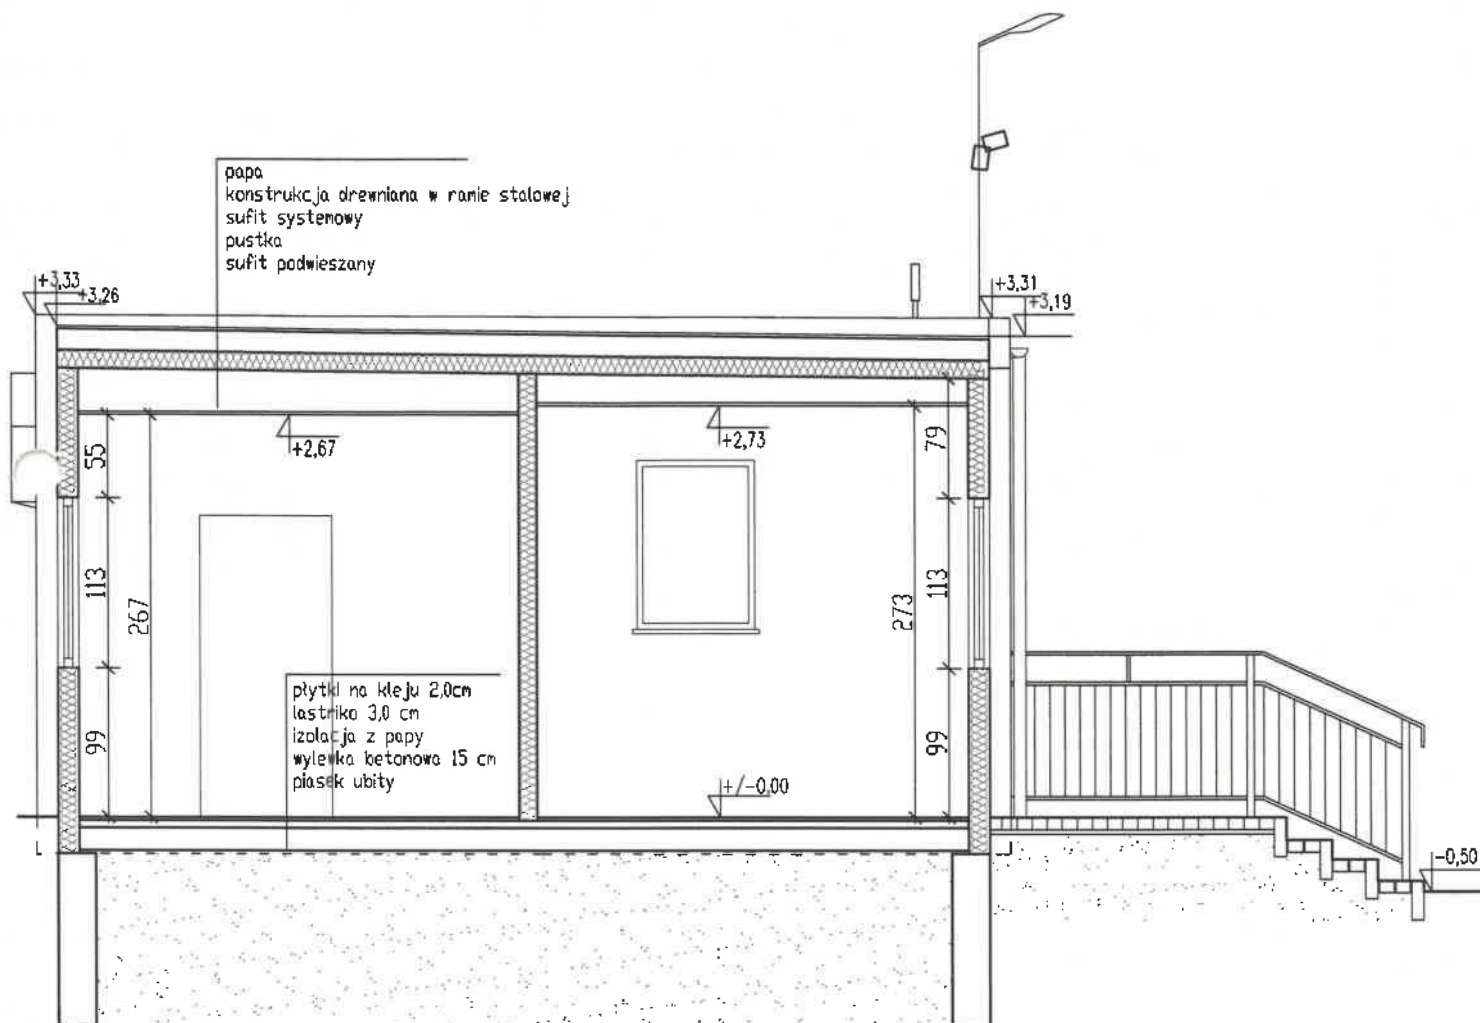 papa
konstrukcja drewniana w ramie stalowej
sufit systemowy
pustka
sufit podwieszany
+3,33
+3,26
+3,31
+3,19
+2,67
+2,73
55
79
113
267
273
113
płytki na kleju 2,0cm
lastriko 3,0 cm
izolacja z papy
wylewka betonowa 15 cm
piasek ubity
99
99
+/-0,00
-0,50